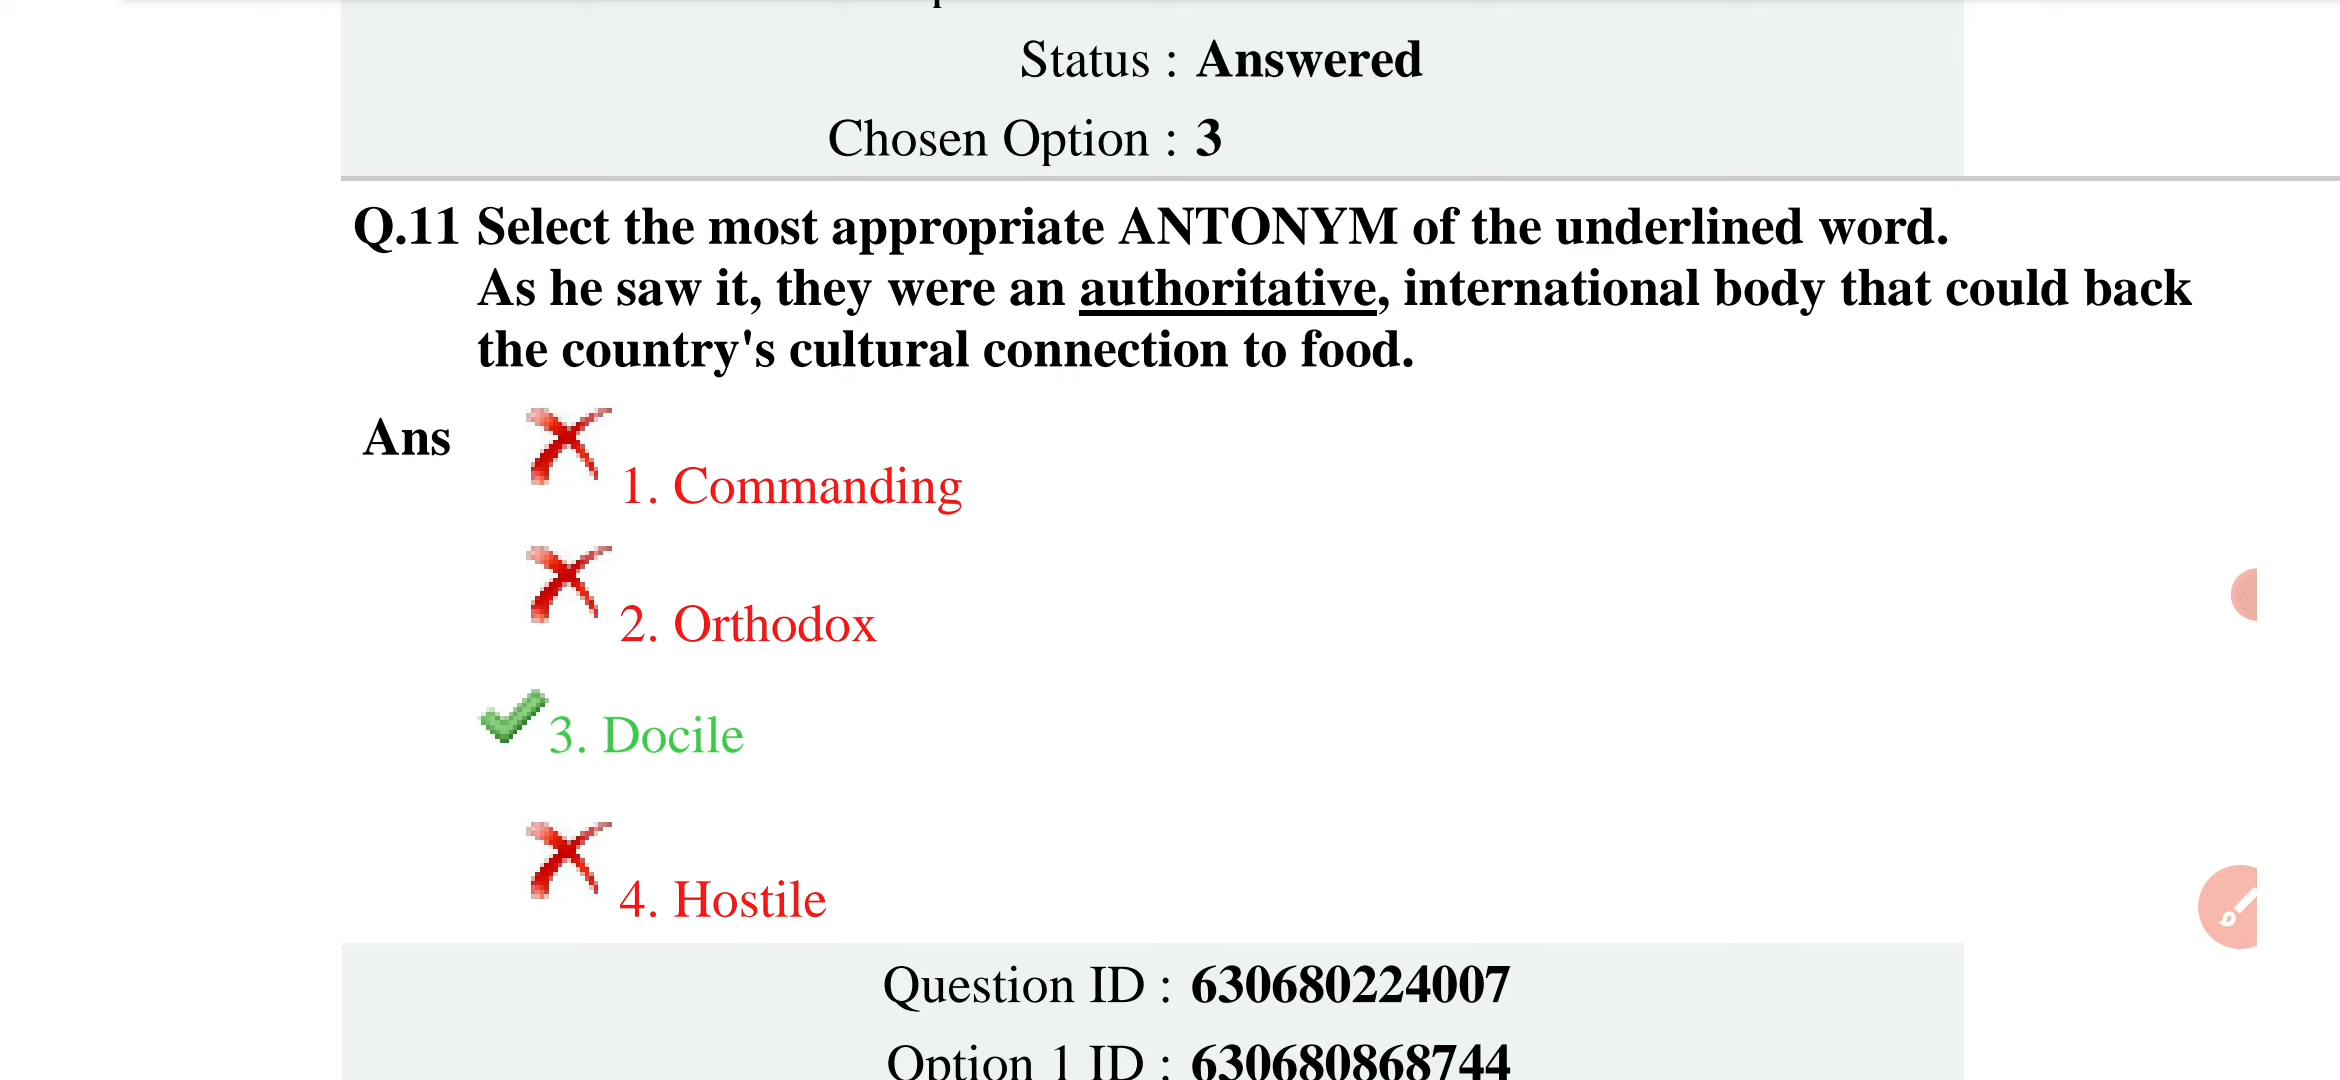 Status : Answered
Chosen Option : 3
Q.11 Select the most appropriate ANTONYM of the underlined word.
As he saw it, they were an authoritative, international body that could back
the country's cultural connection to food.
Ans
1. Commanding
2. Orthodox
3. Docile
4. Hostile
Question ID : 630680224007
Option 1 ID : 630680868744